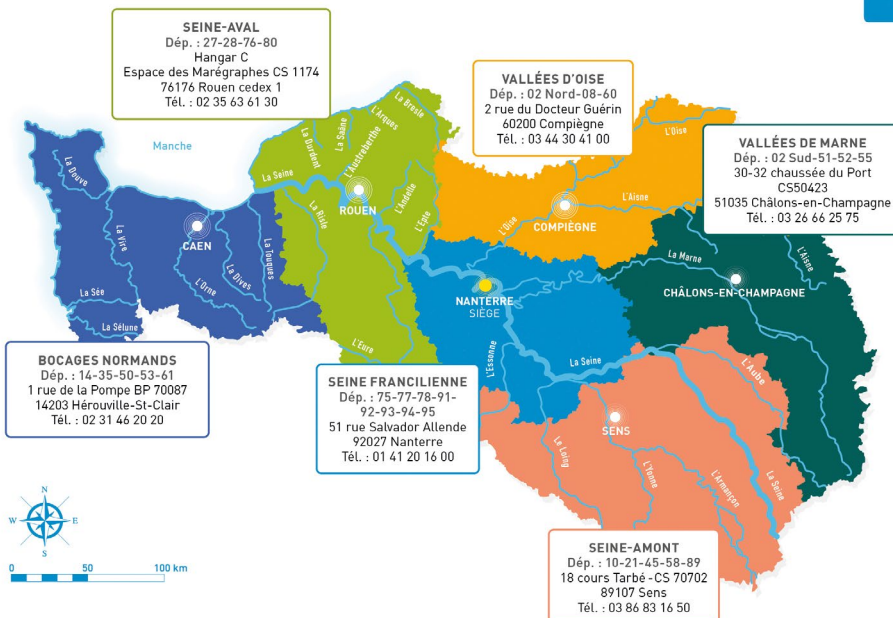 SEINE-AVAL
Dép. : 27-28-76-80
Hangar C
Espace des Marégraphes CS 1174
76176 Rouen cedex 1
Tél. : 02 35 63 61 30
VALLÉES D'OISE
Dép. : 02 Nord-08-60
2 rue du Docteur Guérin
60200 Compiègne
Tél. : 03 44 30 41 00
VALLÉES DE MARNE
Dép. : 02 Sud-51-52-55
30-32 chaussée du Port
CS50423
51035 Châlons-en-Champagne
Tél. : 03 26 66 25 75
Manche
La Douve
La Vire
La Sée
La Sélune
CAEN
L'Orne
La Dives
La Touques
La Seine
La Durdent
La Saâne
L'Austreberthe
L'Arques
La Bresle
ROUEN
La Risle
L'Andelle
L'Epte
L'Eure
L'Oise
L'Aisne
L'Oise
COMPIÈGNE
La Marne
L'Aisne
CHÂLONS-EN-CHAMPAGNE
NANTERRE
SIÈGE
L'Essonne
La Seine
L'Aube
SENS
Le Loing
L'Yonne
L'Armançon
La Seine
BOCAGES NORMANDS
Dép. : 14-35-50-53-61
1 rue de la Pompe BP 70087
14203 Hérouville-St-Clair
Tél. : 02 31 46 20 20
SEINE FRANCILIENNE
Dép. : 75-77-78-91-
92-93-94-95
51 rue Salvador Allende
92027 Nanterre
Tél. : 01 41 20 16 00
SEINE-AMONT
Dép. : 10-21-45-58-89
18 cours Tarbé -CS 70702
89107 Sens
Tél. : 03 86 83 16 50
N
W
E
S
0
50
100 km